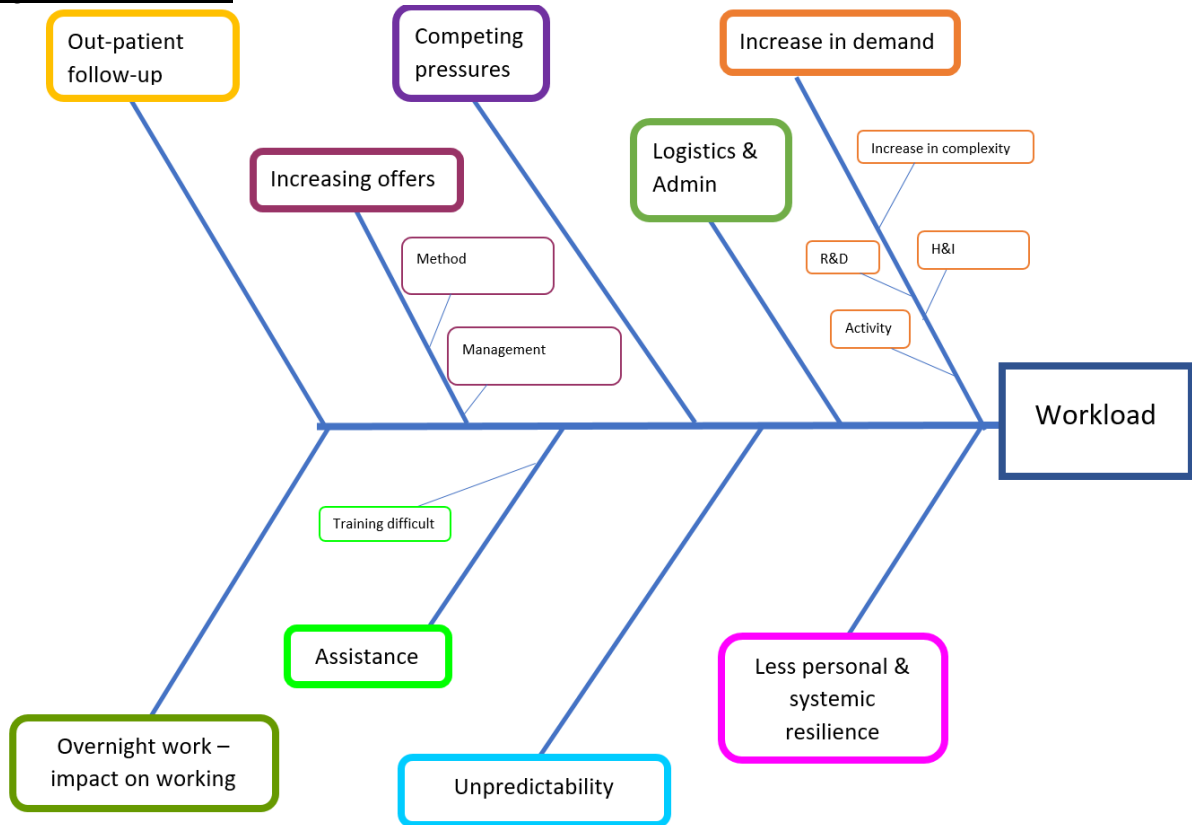 Out-patient
follow-up
Competing
pressures
Increase in demand
Increasing offers
Logistics &
Admin
Increase in complexity
Method
R&D
H&I
Management
Activity
Workload
Training difficult
Assistance
Less personal &
systemic
resilience
Overnight work –
impact on working
Unpredictability